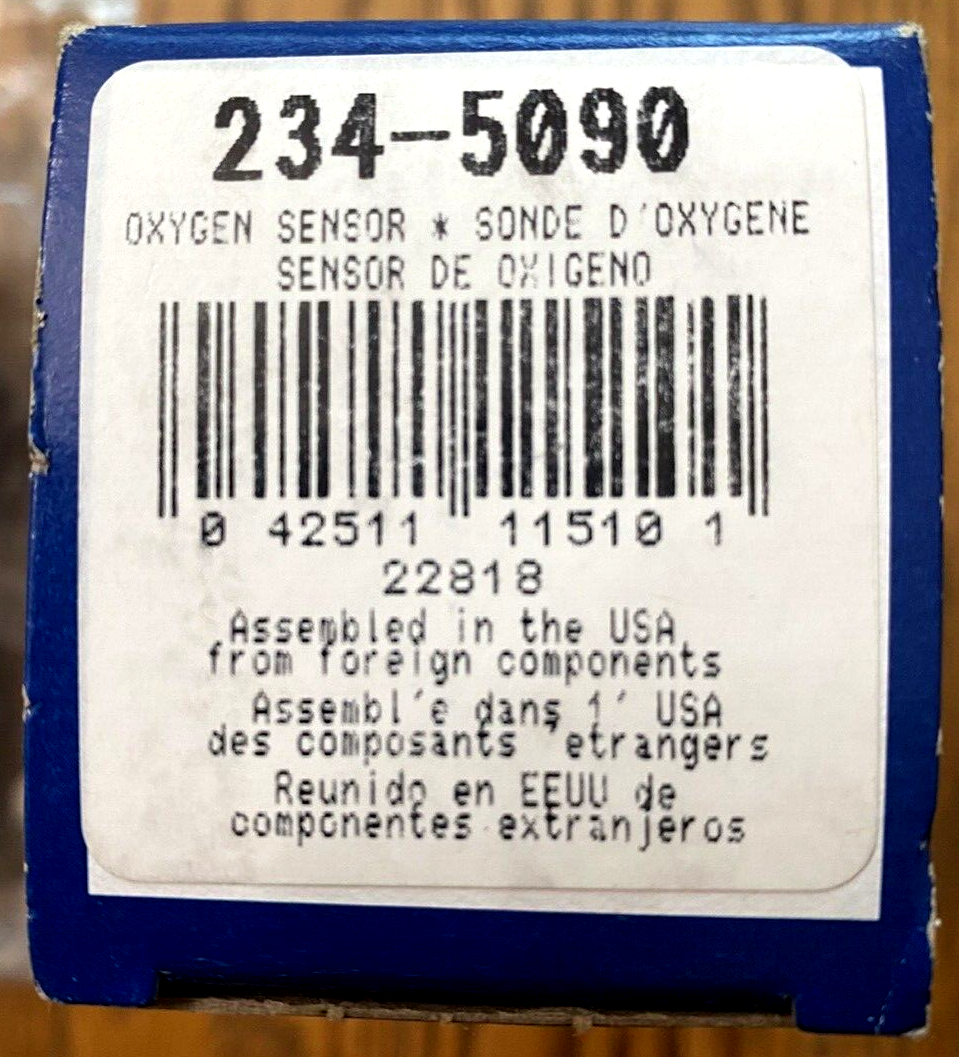 234-5090
OXYGEN SENSOR * SONDE D'OXYGENE
SENSOR DE OXIGENO
0 42511 11510 1
22818
Assembled in the USA
from foreign components
Assembl'e dans l' USA
des composants 'etrangers
Reunido en EEUU de
componentes extranjeros